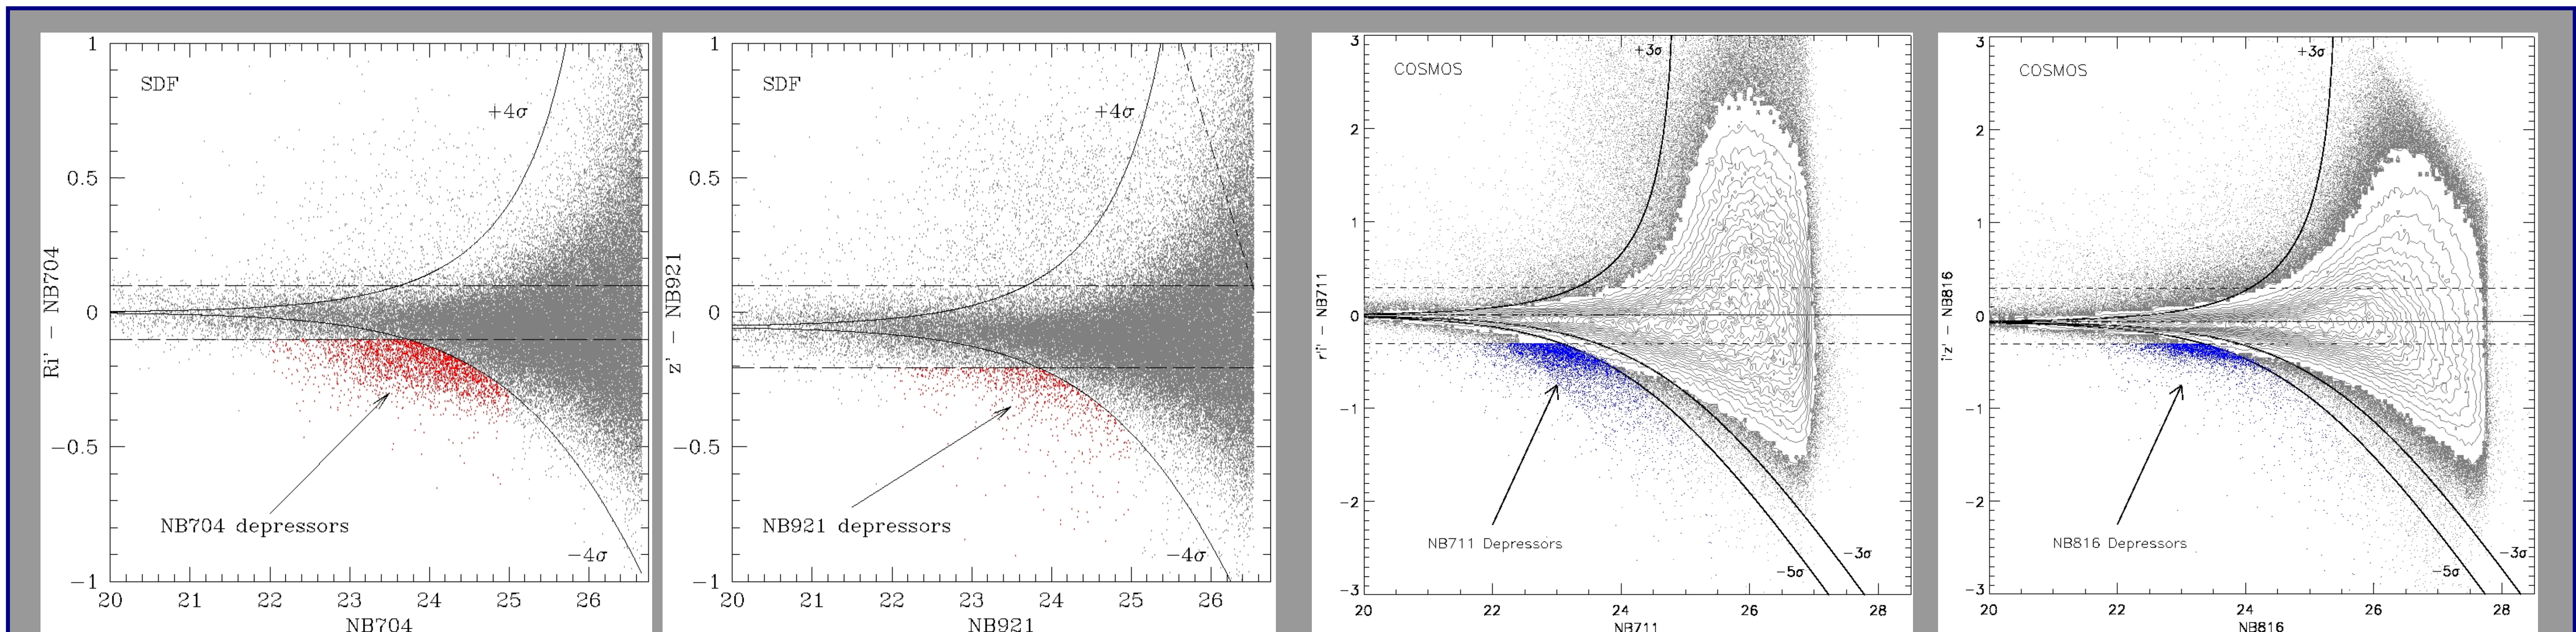 SDF
+4σ
NB704 depressors
−4σ
Ri' − NB704
1
0.5
0
−0.5
−1
20 21 22 23 24 25 26
NB704
SDF
+4σ
NB921 depressors
−4σ
z' − NB921
1
0.5
0
−0.5
−1
20 21 22 23 24 25 26
NB921
COSMOS
+3σ
NB711 Depressors
−5σ
−3σ
r'i' − NB711
3
2
1
0
−1
−2
−3
20 22 24 26 28
NB711
COSMOS
+3σ
NB816 Depressors
−5σ
−3σ
i'z' − NB816
3
2
1
0
−1
−2
−3
20 22 24 26 28
NB816